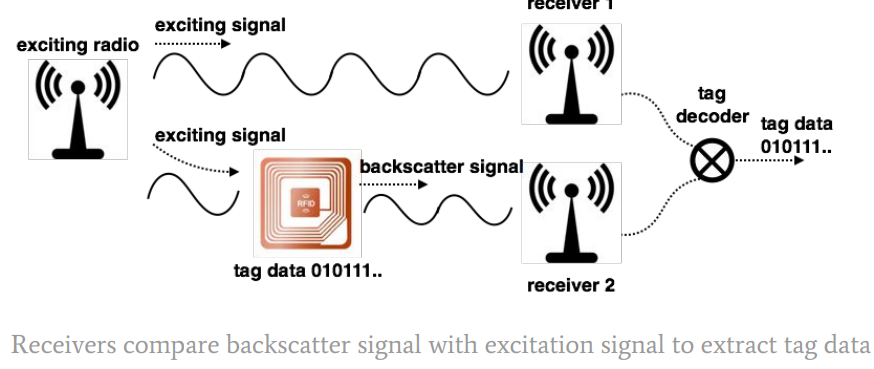 receiver 1
exciting signal
exciting radio
tag
decoder
tag data
010111..
exciting signal
backscatter signal
RFID
tag data 010111..
receiver 2
Receivers compare backscatter signal with excitation signal to extract tag data